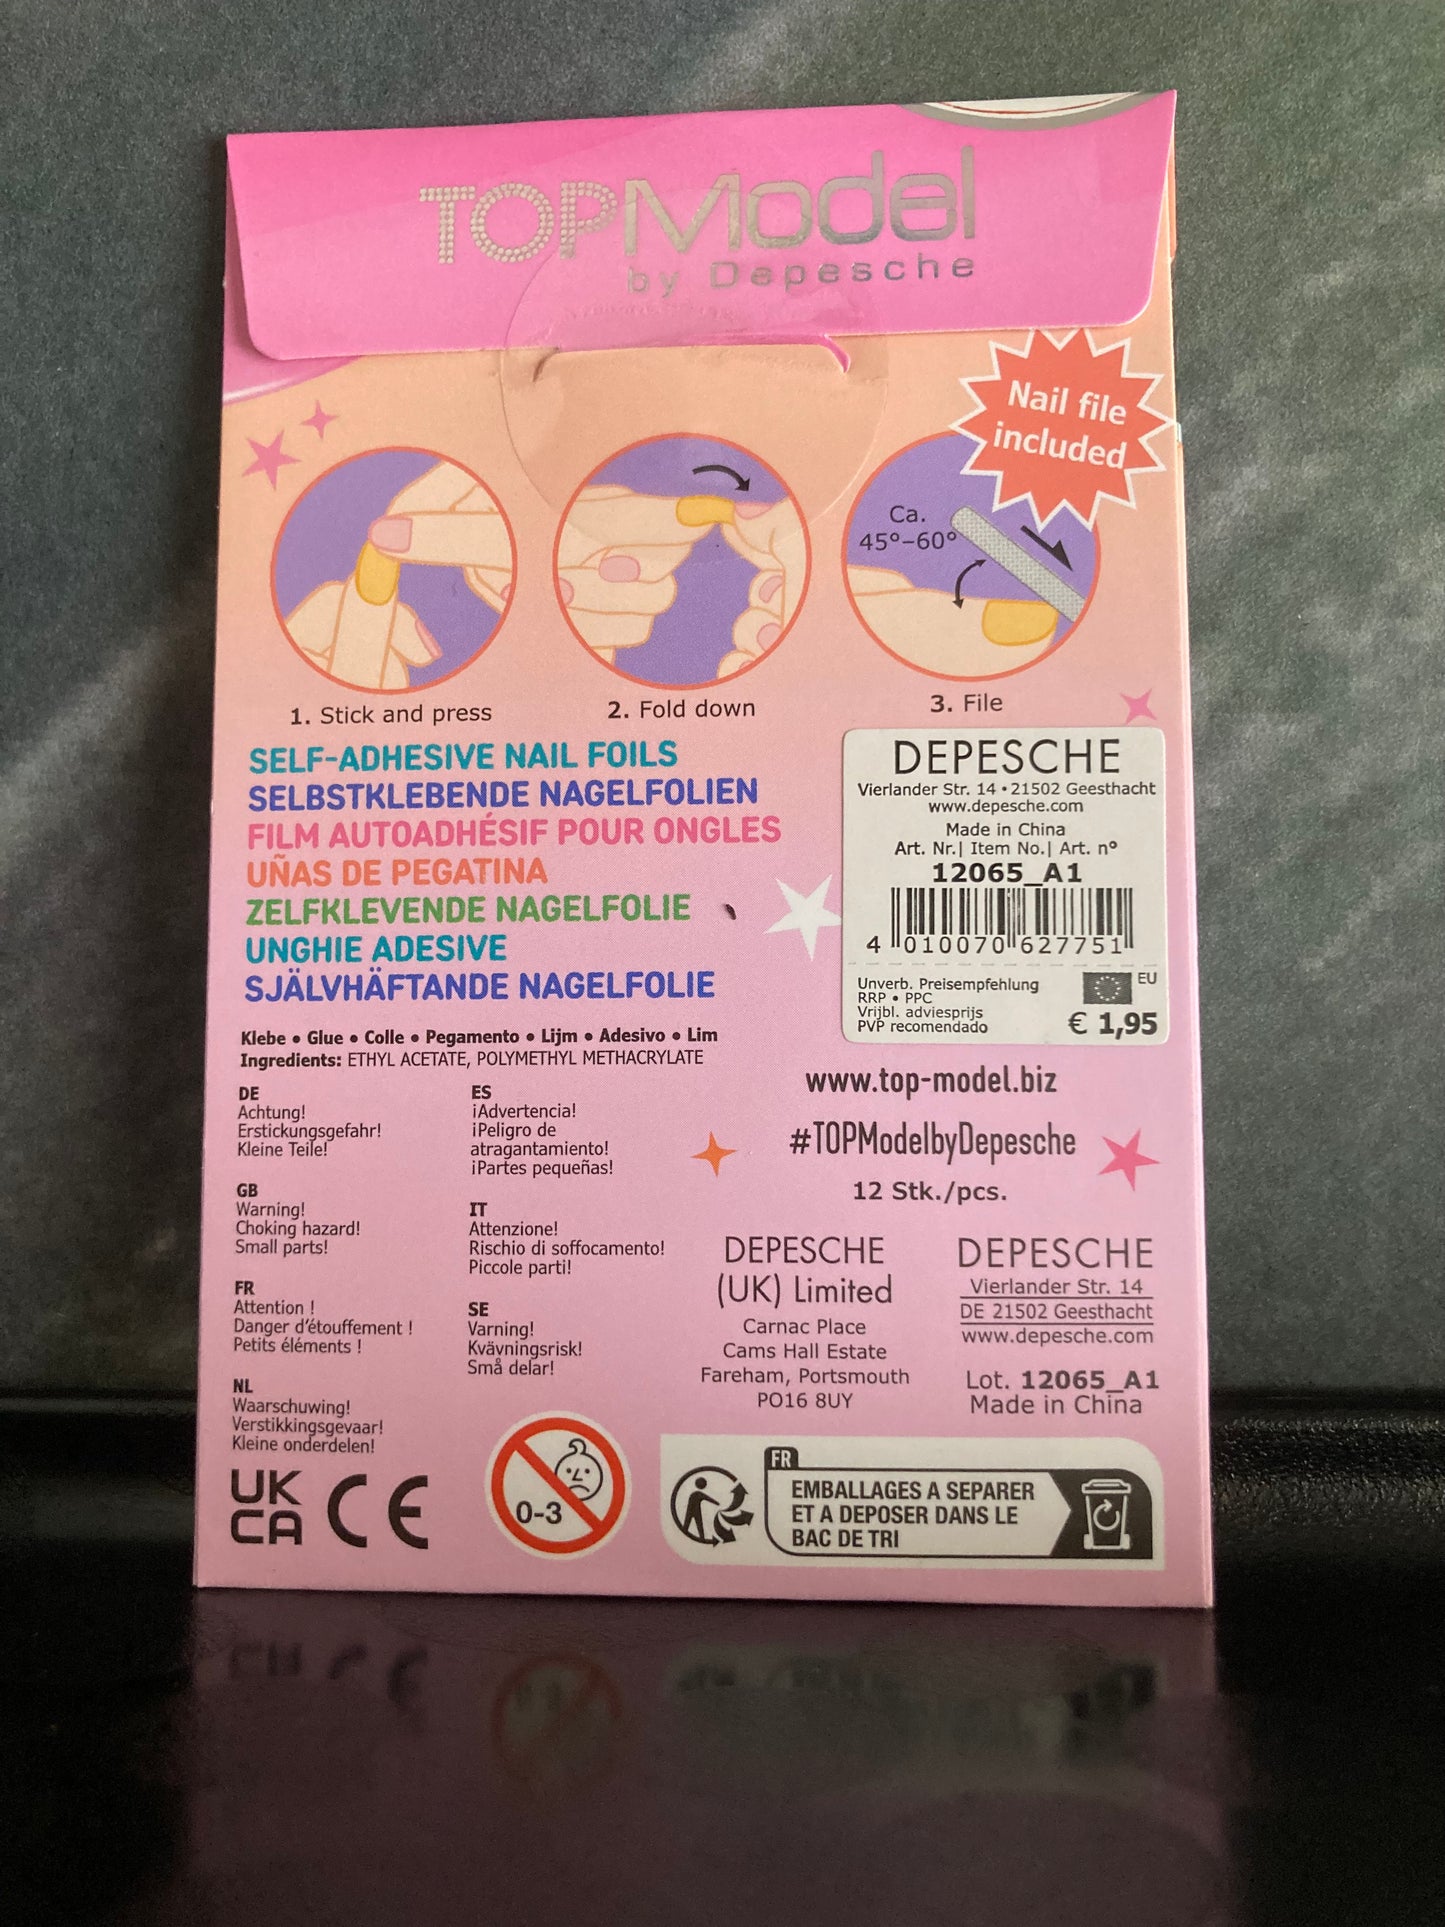 TOPModel
by Depesche
Nail file
included
Ca.
45°–60°
1. Stick and press
2. Fold down
3. File
SELF-ADHESIVE NAIL FOILS
SELBSTKLEBENDE NAGELFOLIEN
FILM AUTOADHÉSIF POUR ONGLES
UÑAS DE PEGATINA
ZELFKLEVENDE NAGELFOLIE
UNGHIE ADESIVE
SJÄLVHÄFTANDE NAGELFOLIE
DEPESCHE
Vierlander Str. 14 • 21502 Geesthacht
www.depesche.com
Made in China
Art. Nr.| Item No.| Art. n°
12065_A1
4 010070 627751
Unverb. Preisempfehlung
RRP • PPC
Vrijbl. adviesprijs
PVP recomendado
EU
€ 1,95
Klebe • Glue • Colle • Pegamento • Lijm • Adesivo • Lim
Ingredients: ETHYL ACETATE, POLYMETHYL METHACRYLATE
DE
Achtung!
Erstickungsgefahr!
Kleine Teile!
GB
Warning!
Choking hazard!
Small parts!
FR
Attention !
Danger d'étouffement !
Petits éléments !
NL
Waarschuwing!
Verstikkingsgevaar!
Kleine onderdelen!
ES
¡Advertencia!
¡Peligro de
atragantamiento!
¡Partes pequeñas!
IT
Attenzione!
Rischio di soffocamento!
Piccole parti!
SE
Varning!
Kvävningsrisk!
Små delar!
www.top-model.biz
#TOPModelbyDepesche
12 Stk./pcs.
DEPESCHE
(UK) Limited
Carnac Place
Cams Hall Estate
Fareham, Portsmouth
PO16 8UY
DEPESCHE
Vierlander Str. 14
DE 21502 Geesthacht
www.depesche.com
Lot. 12065_A1
Made in China
UK
CA
CE
0-3
FR
EMBALLAGES A SEPARER
ET A DEPOSER DANS LE
BAC DE TRI